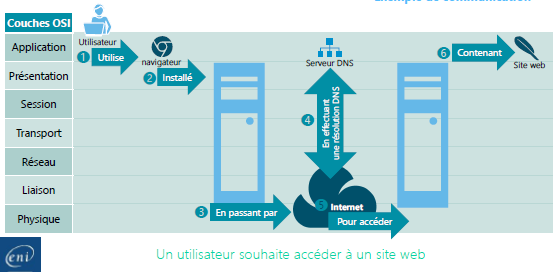 Exemple de communication
Couches OSI
Application
Présentation
Session
Transport
Réseau
Liaison
Physique
Utilisateur
1 Utilise
navigateur
2 Installé
3 En passant par
Serveur DNS
4 En effectuant
une résolution DNS
5 Internet
Pour accéder
6 Contenant
Site web
eni
Un utilisateur souhaite accéder à un site web